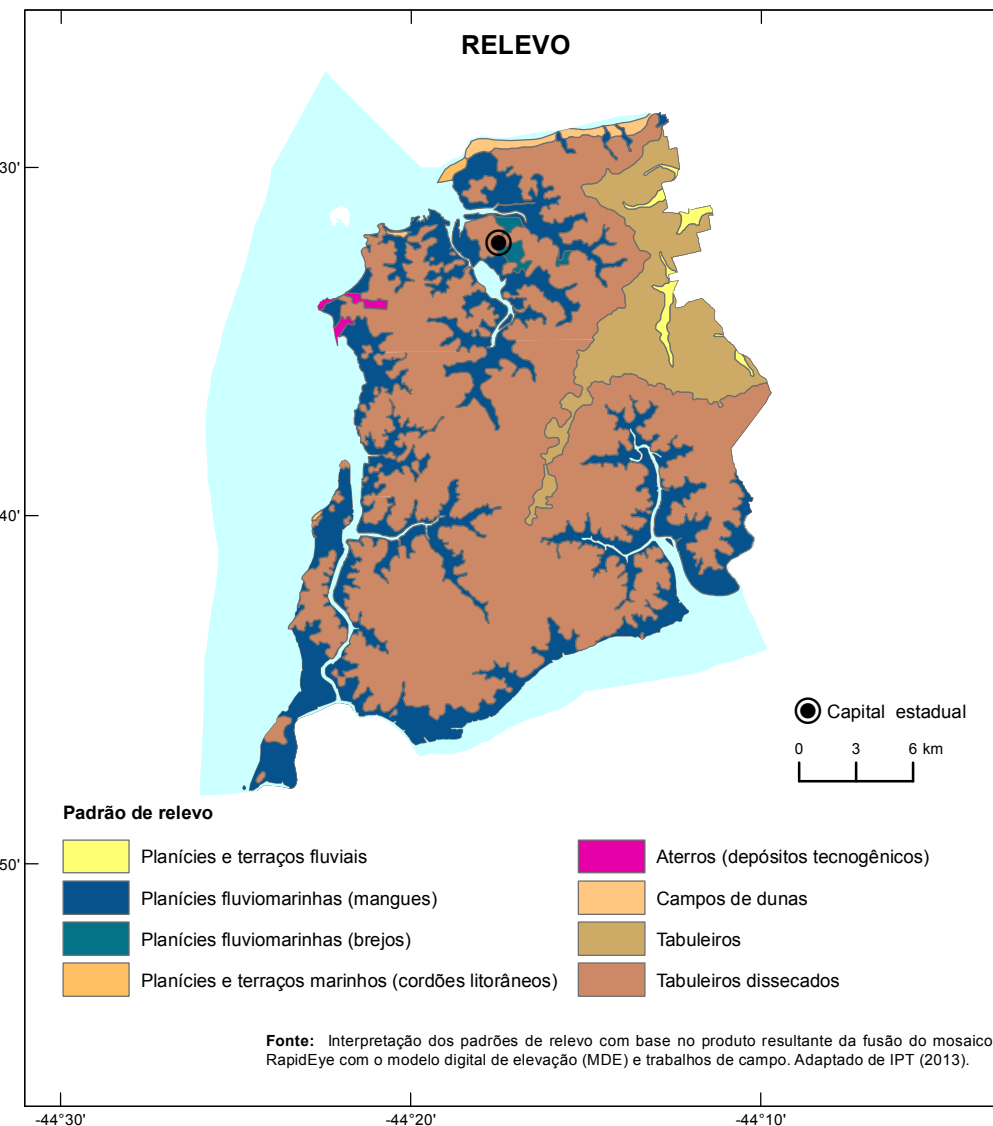 RELEVO
30'
40'
50'
Capital estadual
0 3 6 km
Padrão de relevo
Planícies e terraços fluviais
Planícies fluviomarinhas (mangues)
Planícies fluviomarinhas (brejos)
Planícies e terraços marinhos (cordões litorâneos)
Aterros (depósitos tecnogênicos)
Campos de dunas
Tabuleiros
Tabuleiros dissecados
Fonte: Interpretação dos padrões de relevo com base no produto resultante da fusão do mosaico
RapidEye com o modelo digital de elevação (MDE) e trabalhos de campo. Adaptado de IPT (2013).
-44°30' -44°20' -44°10'